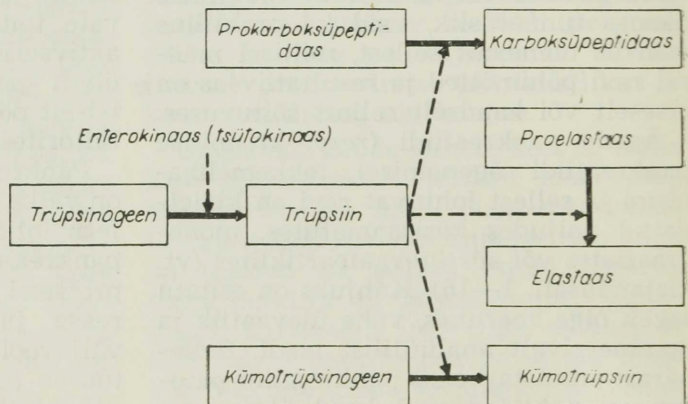 Prokarboksüpepti-
daas
Karboksüpeptidaas
Enterokinaas (tsütokinaas)
Proelastaas
Trüpsinogeen
Trüpsiin
Elastaas
Kümotrüpsinogeen
Kümotrüpsiin